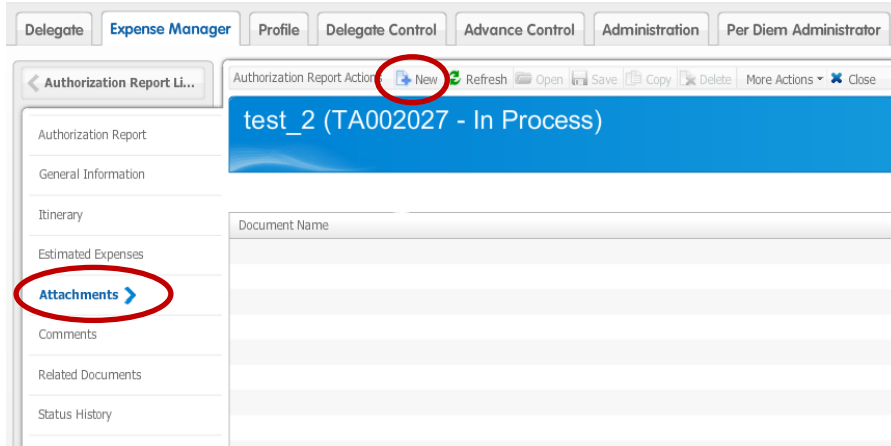 Delegate Expense Manager Profile Delegate Control Advance Control Administration Per Diem Administrator
Authorization Report Li...
Authorization Report Actions New Refresh Open Save Copy Delete More Actions Close
test_2 (TA002027 - In Process)
Authorization Report
General Information
Itinerary
Document Name
Estimated Expenses
Attachments
Comments
Related Documents
Status History